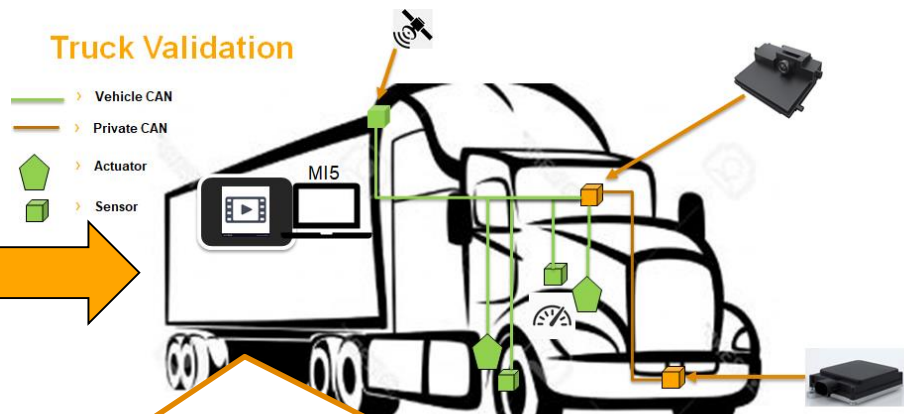 Truck Validation
Vehicle CAN
Private CAN
Actuator
Sensor
MI5